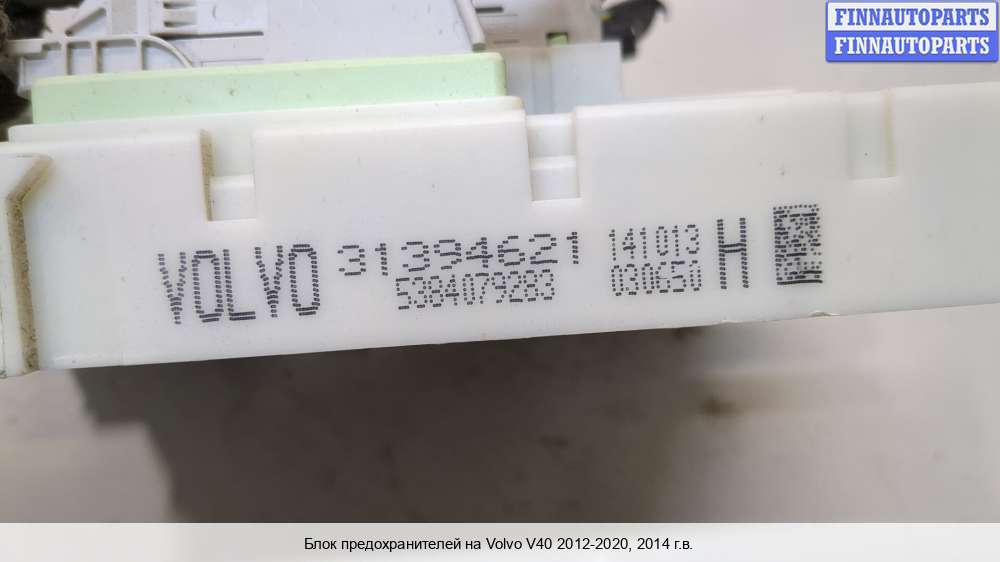 FINNAUTOPARTS
FINNAUTOPARTS
VOLVO 31394621 141013 H
5384079283 030650
Блок предохранителей на Volvo V40 2012-2020, 2014 г.в.